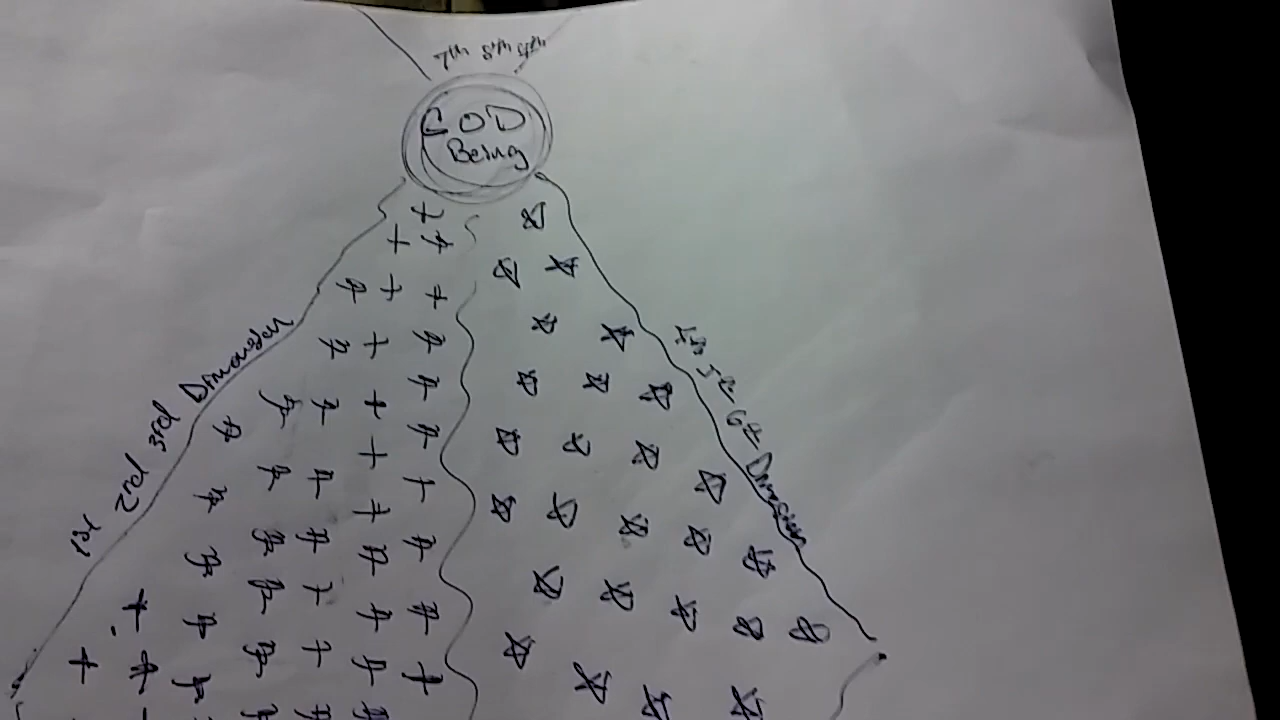 7th 8th 9th
GOD
Being
1st 2nd 3rd Dimension
4th 5th 6th Dimension